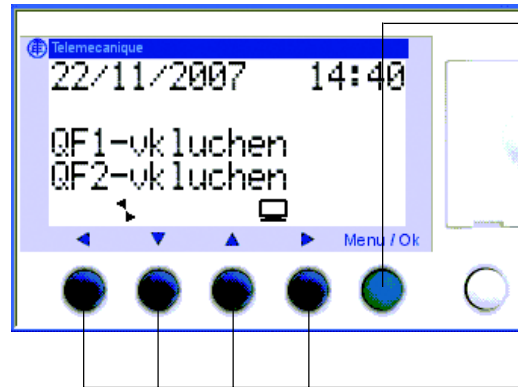 Telemecanique
22/11/2007 14:40
QF1-vkluchen
QF2-vkluchen
Menu / Ok